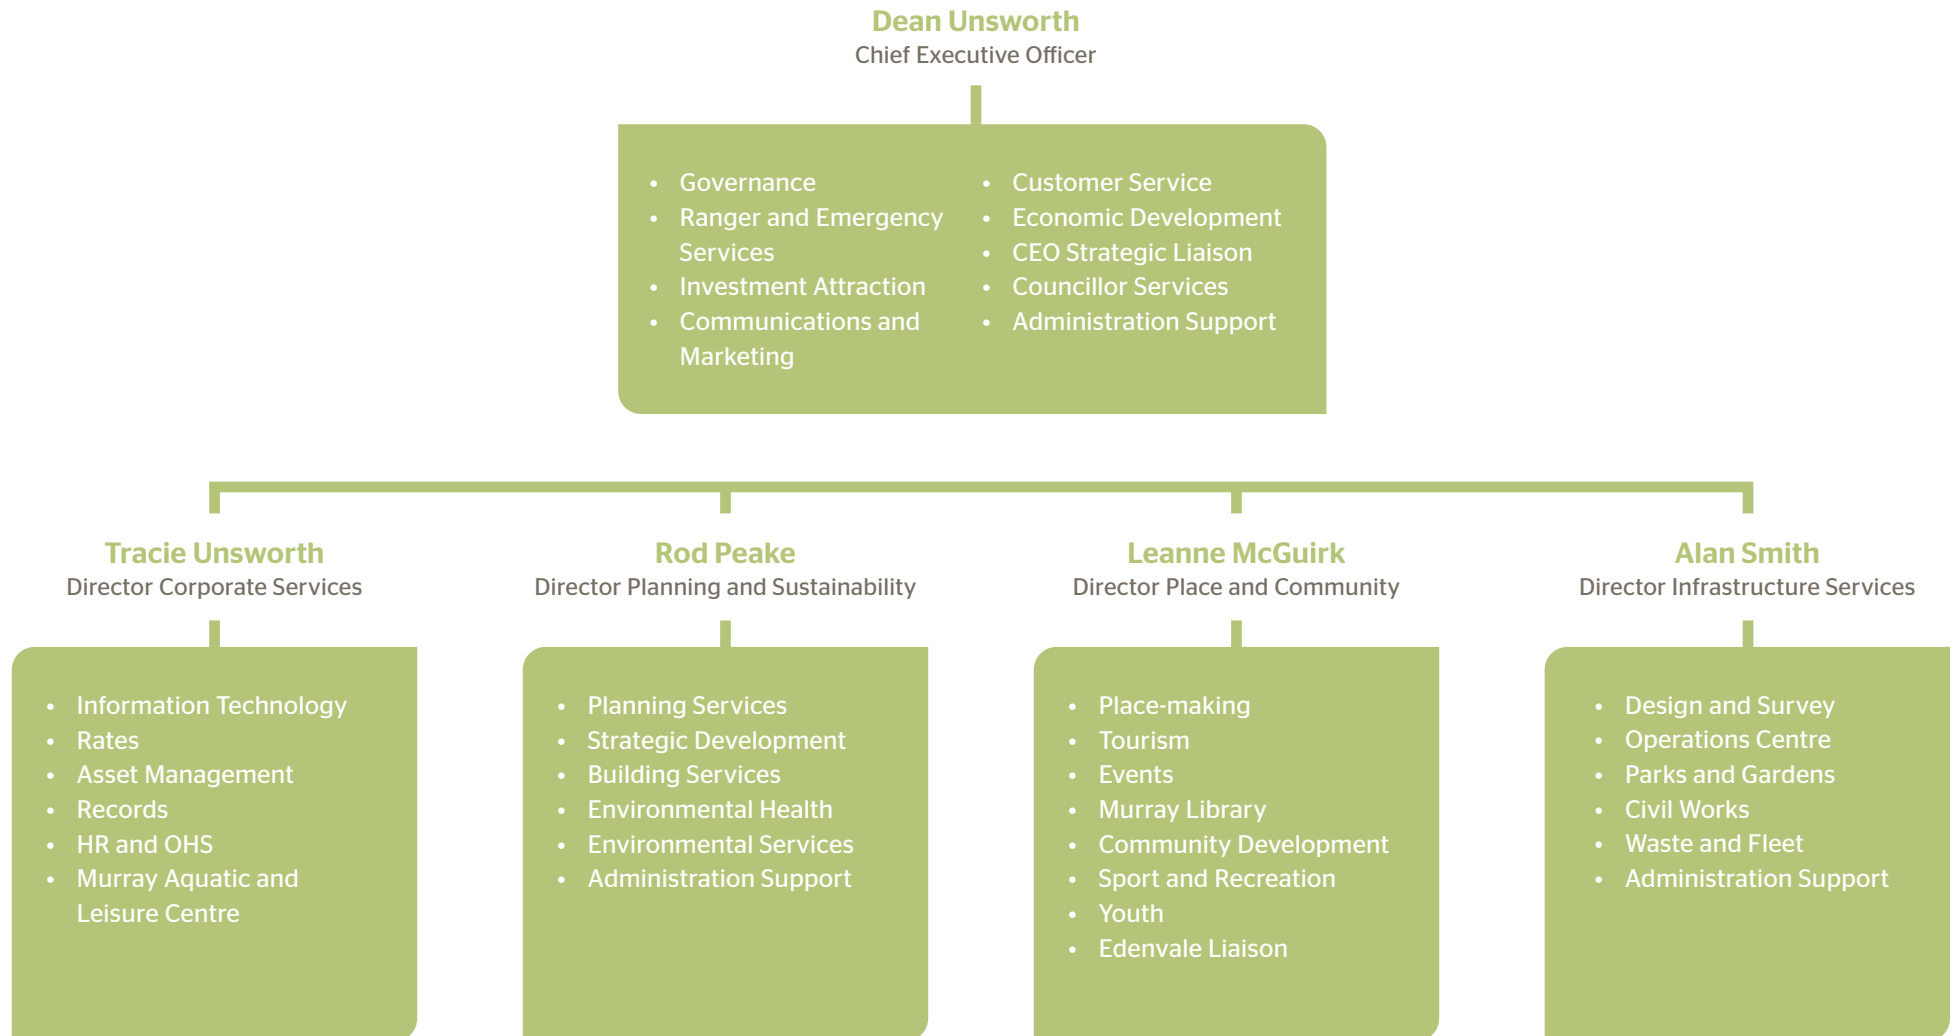 Dean Unsworth
Chief Executive Officer
• Governance
• Ranger and Emergency
Services
• Investment Attraction
• Communications and
Marketing
• Customer Service
• Economic Development
• CEO Strategic Liaison
• Councillor Services
• Administration Support
Tracie Unsworth
Director Corporate Services
• Information Technology
• Rates
• Asset Management
• Records
• HR and OHS
• Murray Aquatic and
Leisure Centre
Rod Peake
Director Planning and Sustainability
• Planning Services
• Strategic Development
• Building Services
• Environmental Health
• Environmental Services
• Administration Support
Leanne McGuirk
Director Place and Community
• Place-making
• Tourism
• Events
• Murray Library
• Community Development
• Sport and Recreation
• Youth
• Edenvale Liaison
Alan Smith
Director Infrastructure Services
• Design and Survey
• Operations Centre
• Parks and Gardens
• Civil Works
• Waste and Fleet
• Administration Support